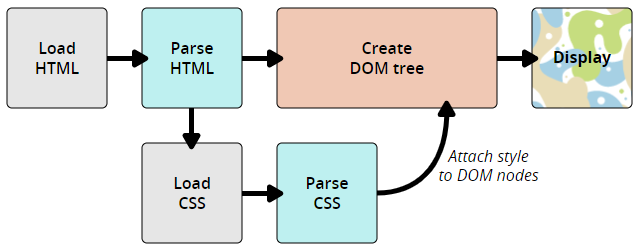 Load
HTML
Parse
HTML
Create
DOM tree
Display
Load
CSS
Parse
CSS
Attach style
to DOM nodes